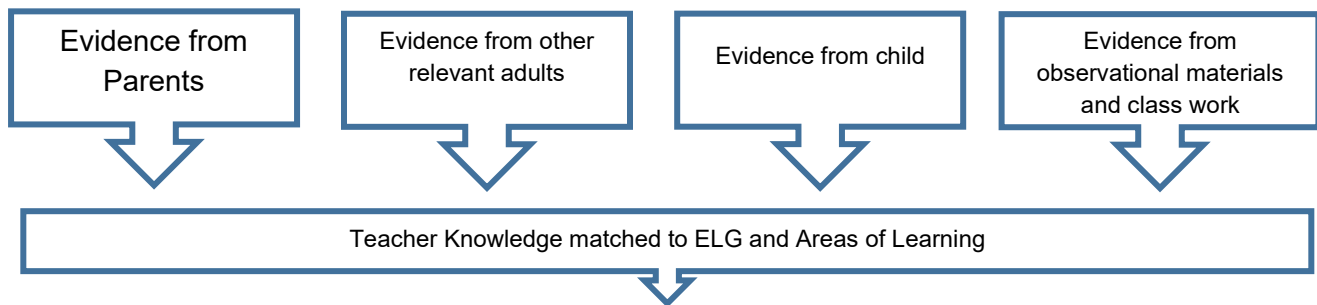 Evidence from
Parents
Evidence from other
relevant adults
Evidence from child
Evidence from
observational materials
and class work
Teacher Knowledge matched to ELG and Areas of Learning